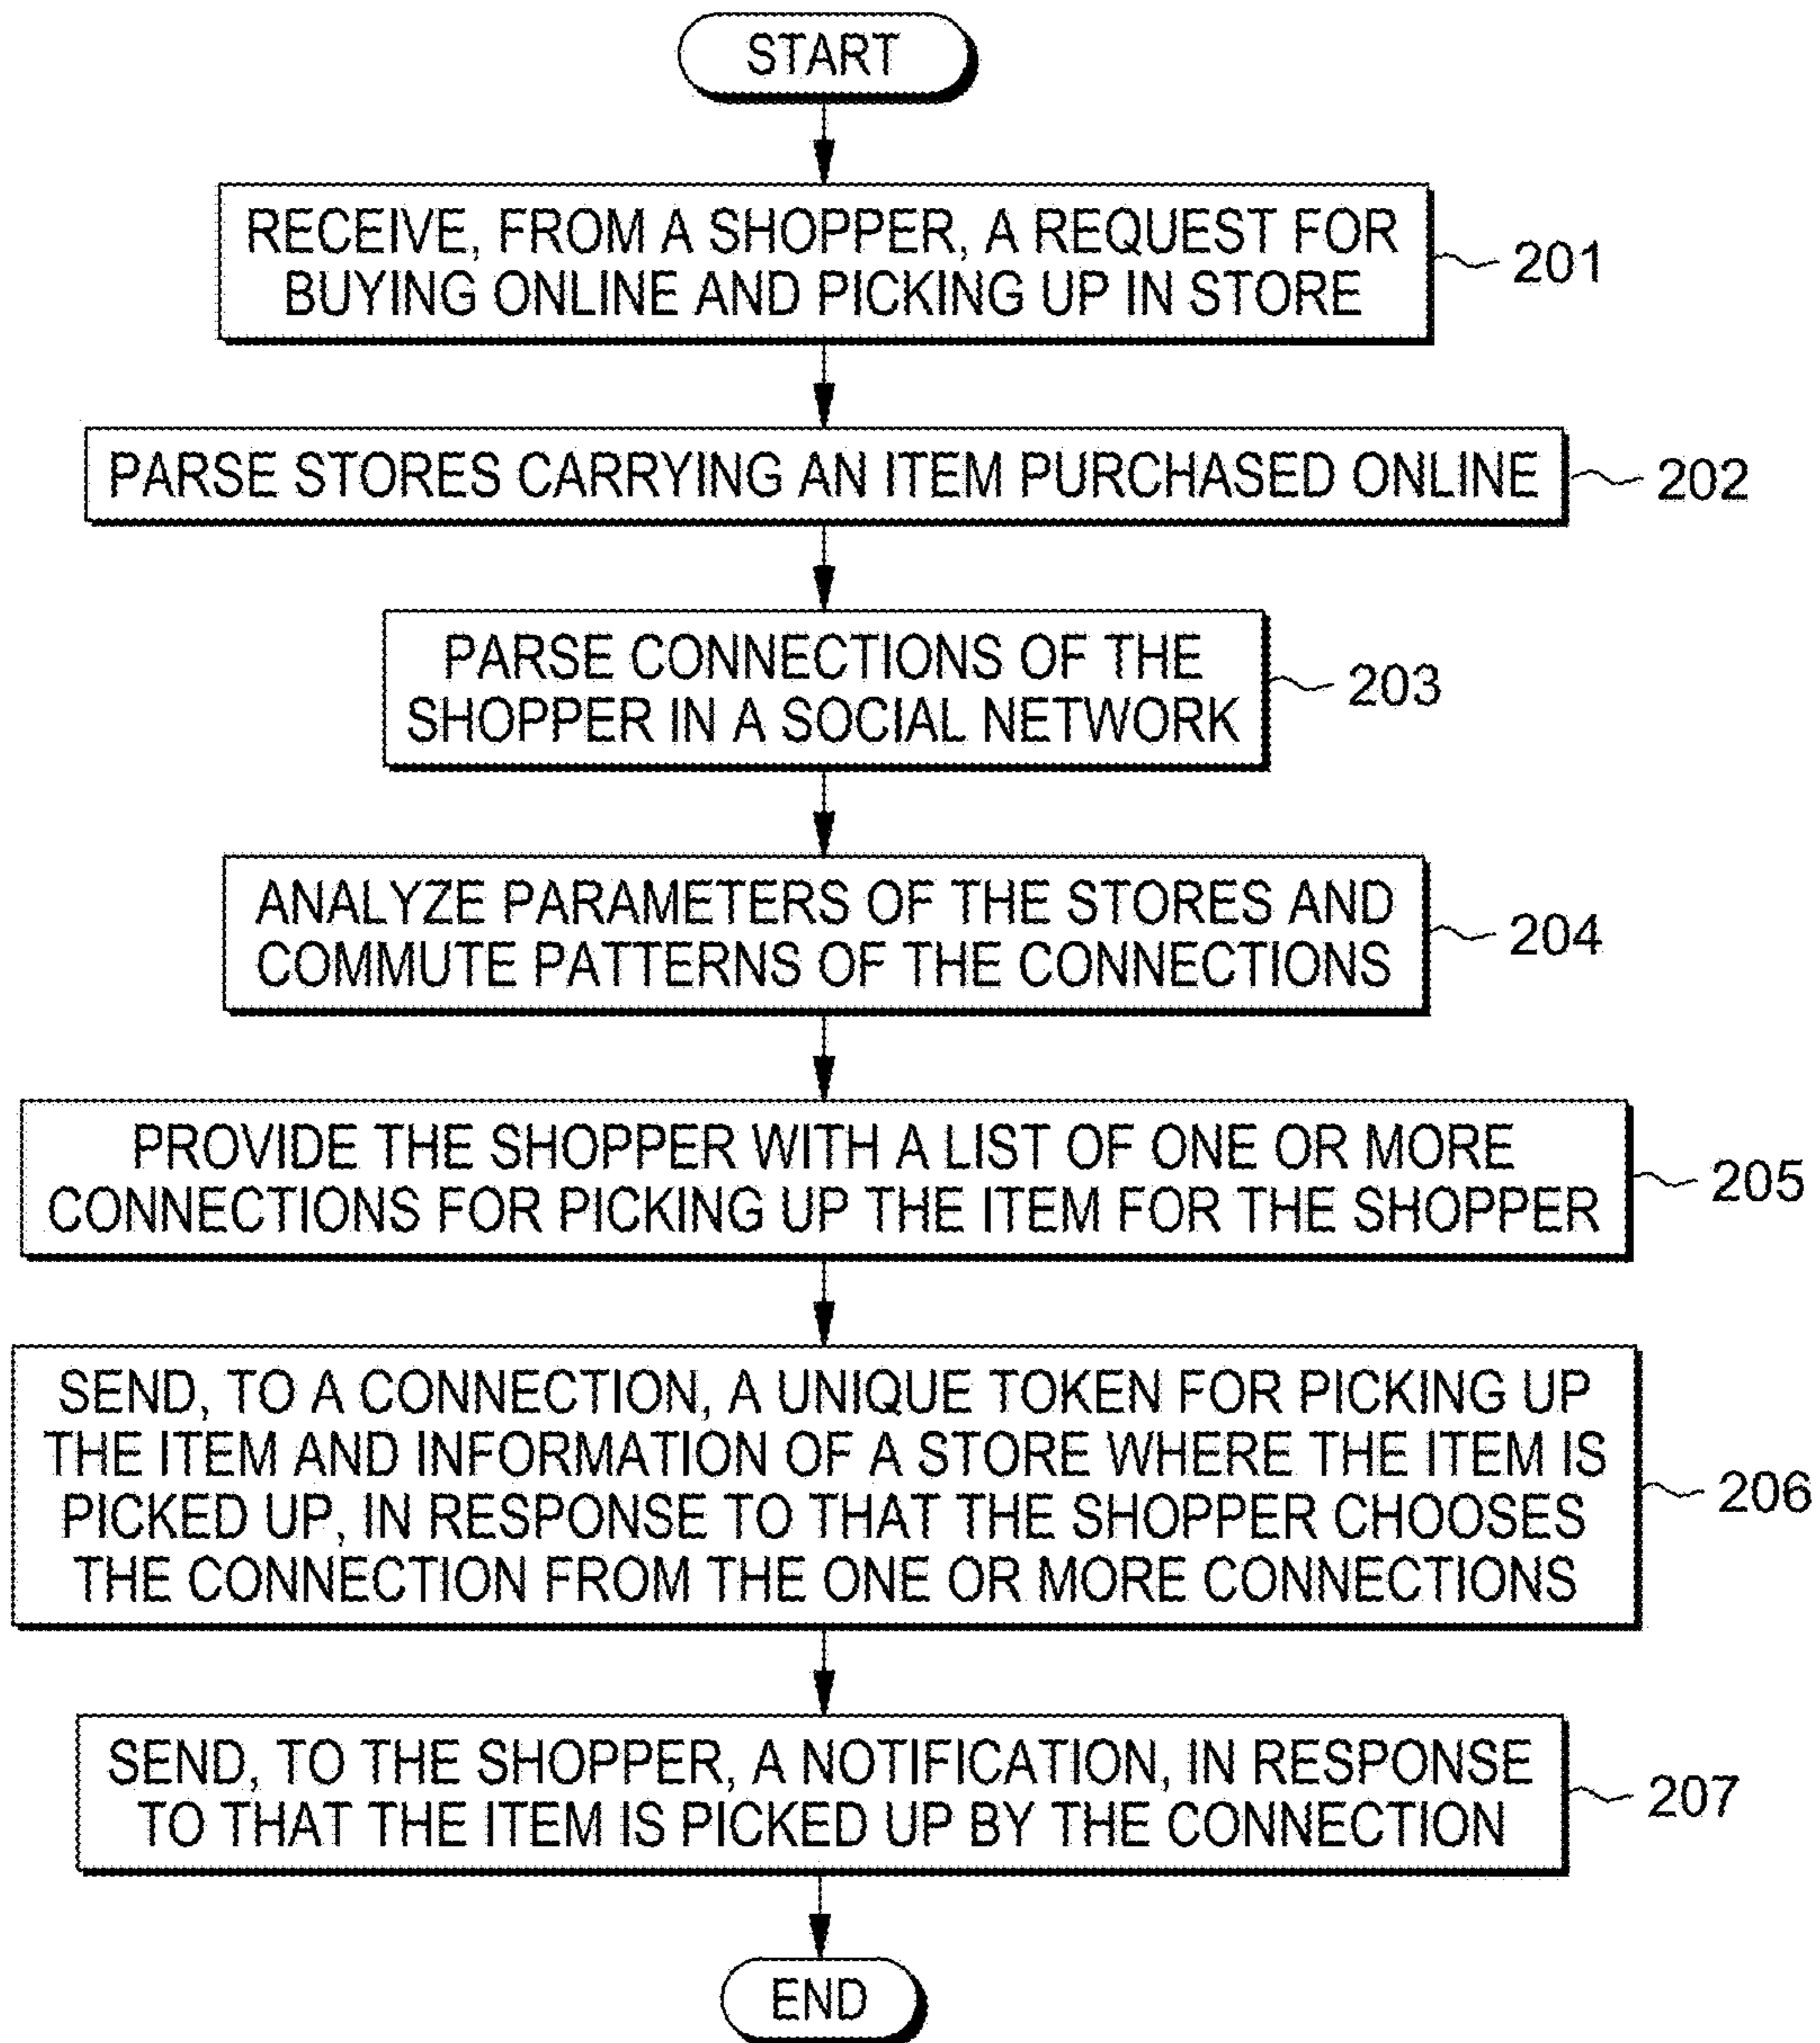 START
RECEIVE, FROM A SHOPPER, A REQUEST FOR
BUYING ONLINE AND PICKING UP IN STORE
201
PARSE STORES CARRYING AN ITEM PURCHASED ONLINE
202
PARSE CONNECTIONS OF THE
SHOPPER IN A SOCIAL NETWORK
203
ANALYZE PARAMETERS OF THE STORES AND
COMMUTE PATTERNS OF THE CONNECTIONS
204
PROVIDE THE SHOPPER WITH A LIST OF ONE OR MORE
CONNECTIONS FOR PICKING UP THE ITEM FOR THE SHOPPER
205
SEND, TO A CONNECTION, A UNIQUE TOKEN FOR PICKING UP
THE ITEM AND INFORMATION OF A STORE WHERE THE ITEM IS
PICKED UP, IN RESPONSE TO THAT THE SHOPPER CHOOSES
THE CONNECTION FROM THE ONE OR MORE CONNECTIONS
206
SEND, TO THE SHOPPER, A NOTIFICATION, IN RESPONSE
TO THAT THE ITEM IS PICKED UP BY THE CONNECTION
207
END